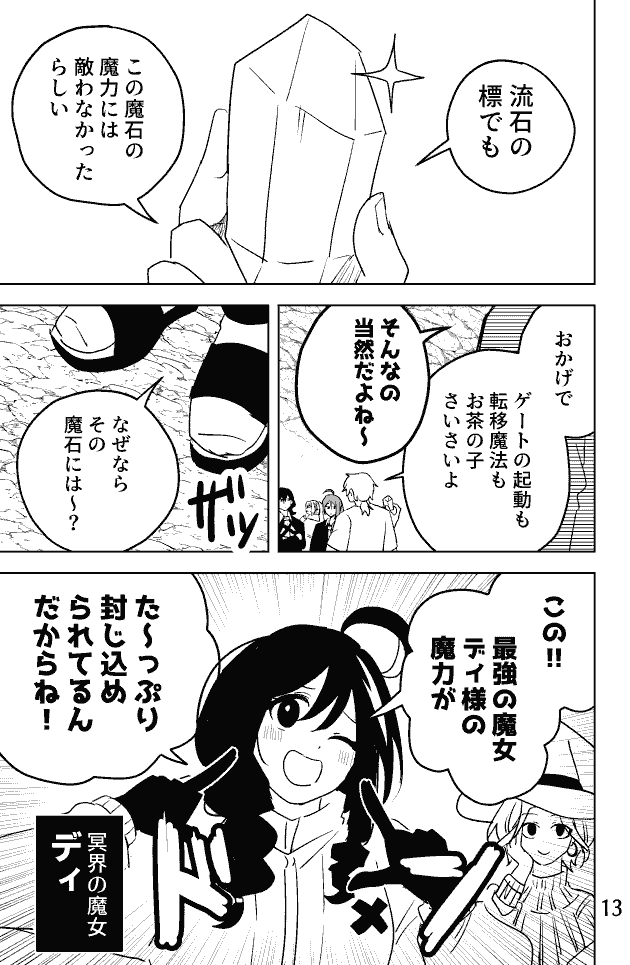 流石の
標でも
この魔石の
魔力には
敵わなかった
らしい
おかげで
ゲートの起動も
転移魔法も
お茶の子
さいさいよ
そんなの
当然だよね～
なぜなら
その
魔石には～？
ザッ
この!!
最強の魔女
ディ様の
魔力が
た～っぷり
封じ込め
られてるん
だからね！
ドドーン
冥界の魔女
ディ
13